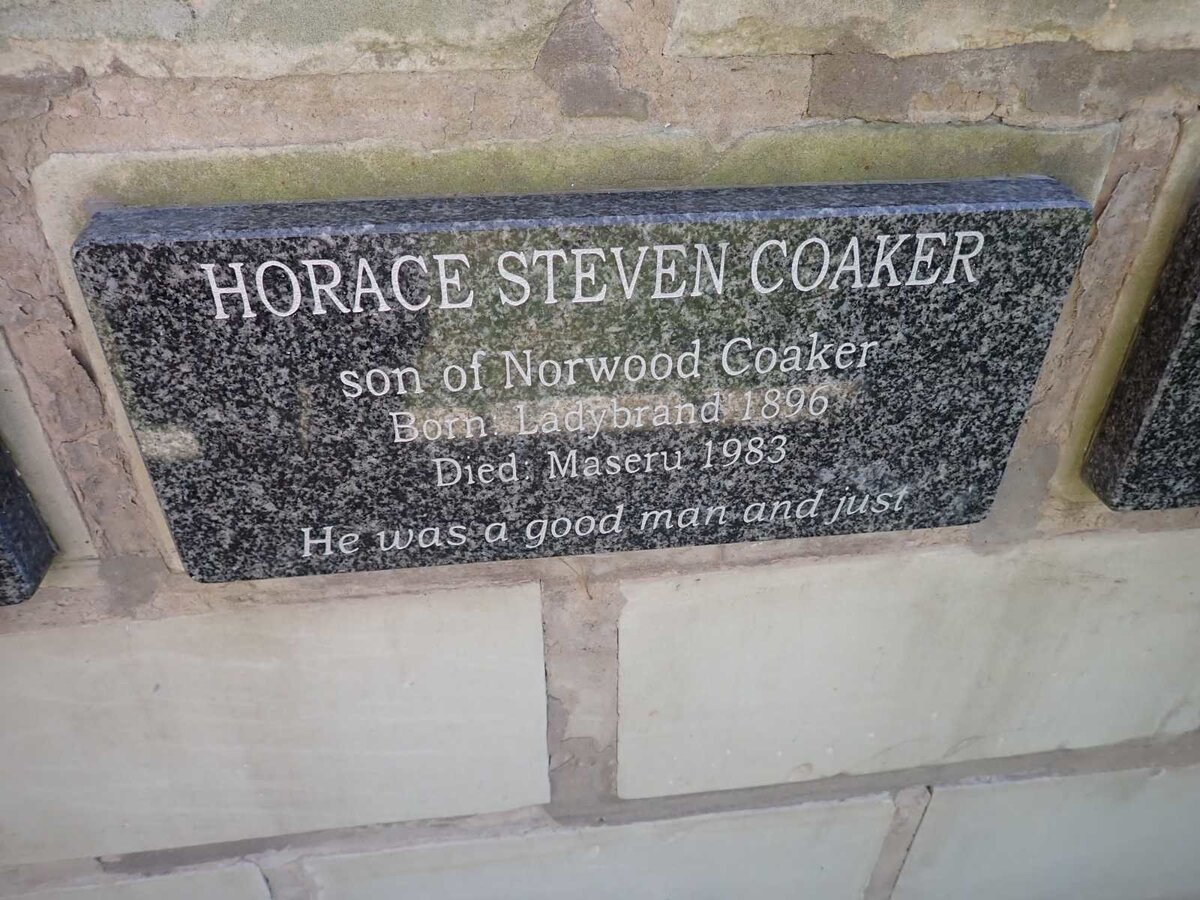 HORACE STEVEN COAKER
son of Norwood Coaker
Born: Ladybrand 1896
Died: Maseru 1983
He was a good man and just